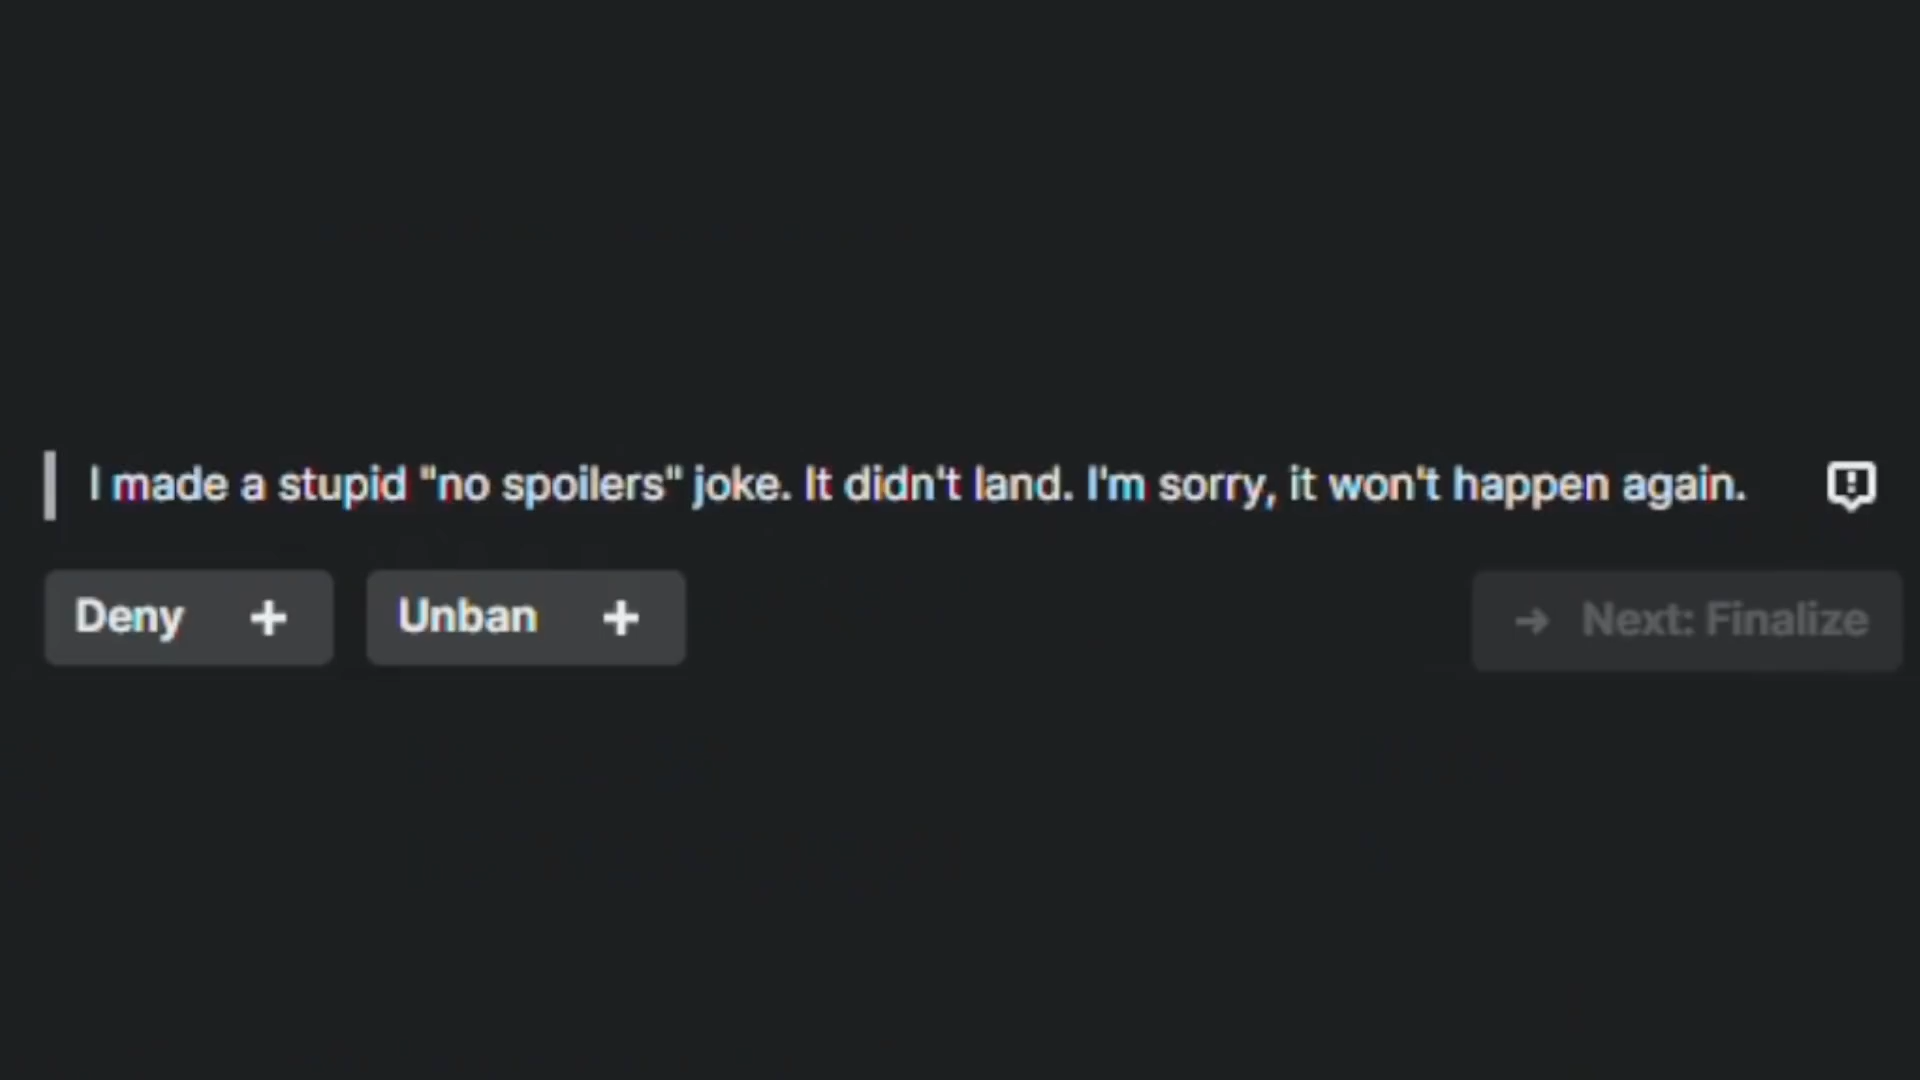 I made a stupid "no spoilers" joke. It didn't land. I'm sorry, it won't happen again.
Deny + Unban + → Next: Finalize